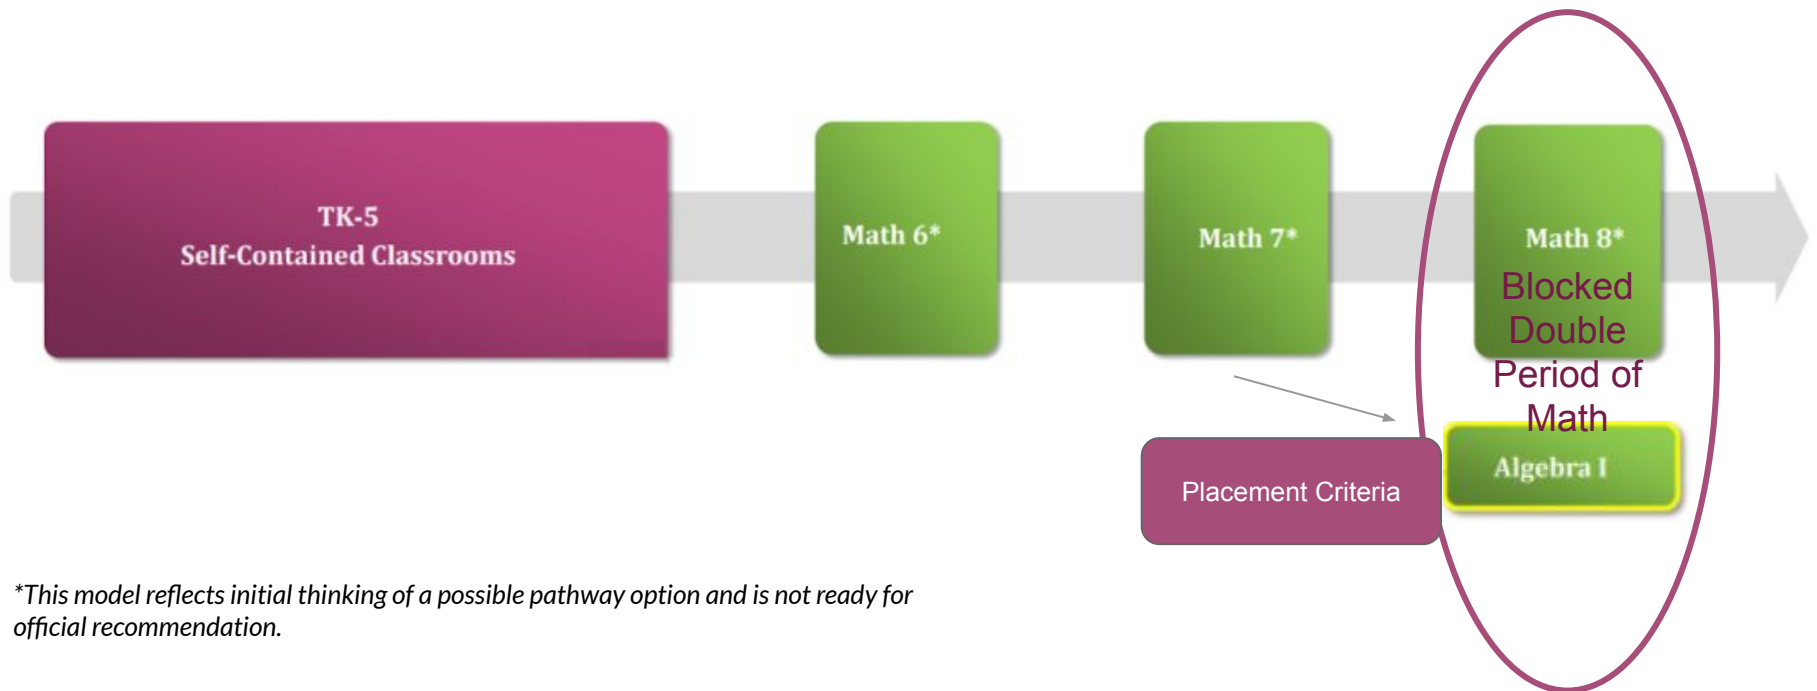 TK-5
Self-Contained Classrooms
Math 6*
Math 7*
Math 8*
Blocked
Double
Period of
Math
Algebra I
Placement Criteria
*This model reflects initial thinking of a possible pathway option and is not ready for
official recommendation.